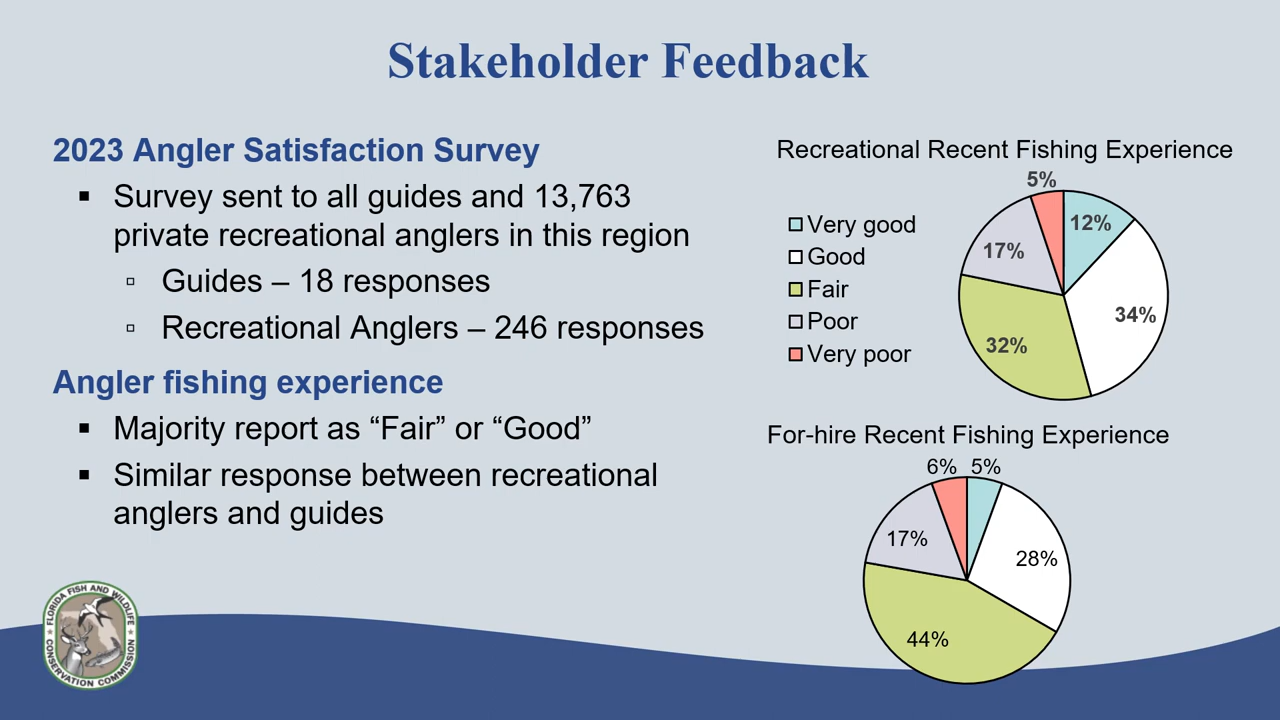 Stakeholder Feedback
2023 Angler Satisfaction Survey
▪ Survey sent to all guides and 13,763
private recreational anglers in this region
▫ Guides – 18 responses
▫ Recreational Anglers – 246 responses
Angler fishing experience
▪ Majority report as “Fair” or “Good”
▪ Similar response between recreational
anglers and guides
Recreational Recent Fishing Experience
Very good
Good
Fair
Poor
Very poor
5%
12%
17%
34%
32%
For-hire Recent Fishing Experience
6% 5%
17%
28%
44%
FLORIDA FISH AND WILDLIFE
CONSERVATION COMMISSION